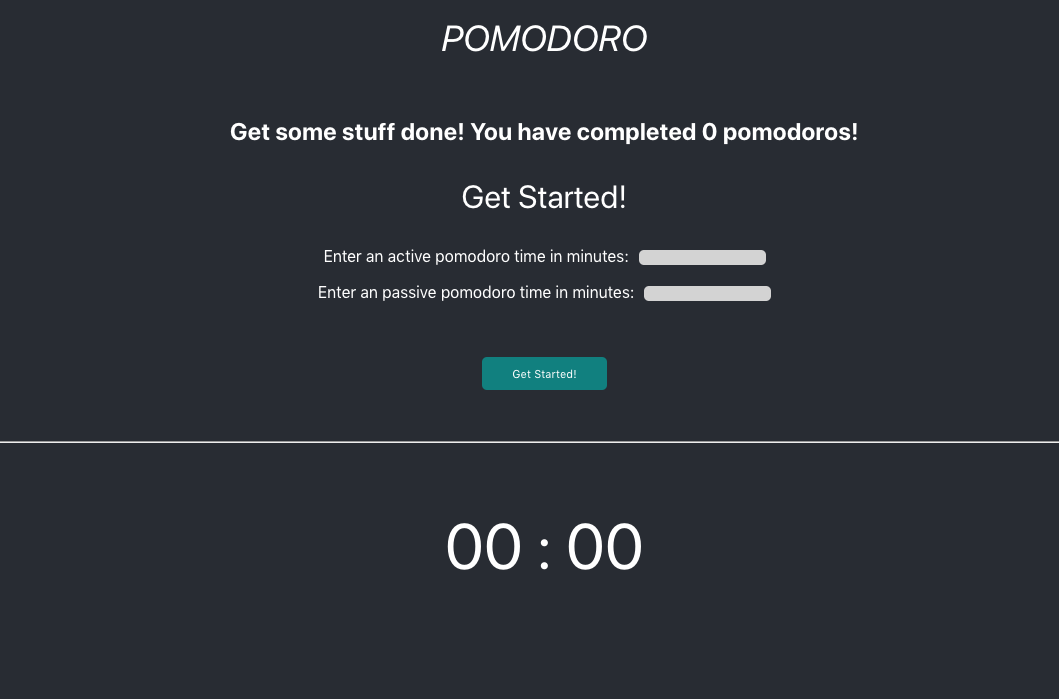 POMODORO
Get some stuff done! You have completed 0 pomodoros!
Get Started!
Enter an active pomodoro time in minutes:
Enter an passive pomodoro time in minutes:
Get Started!
00 : 00